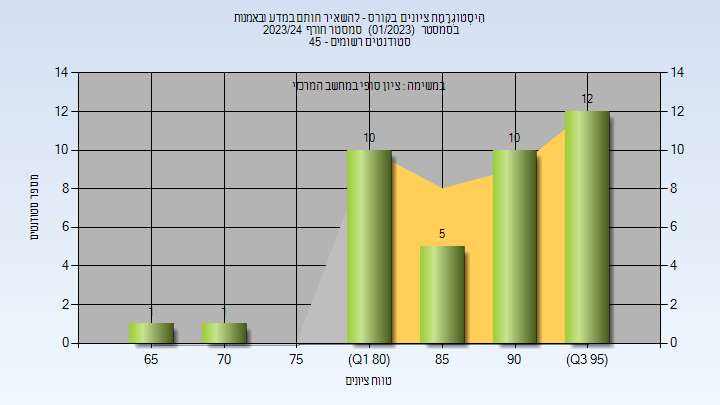 היסטוגרמת ציונים בקורס - להשאיר חותם במדע ובאמנות
בסמסטר (01/2023) סמסטר חורף 2023/24
סטודנטים רשומים - 45
במשימה : ציון סופי במחשב המרכזי
מספר סטודנטים
14 14
12 12
10 10
8 8
6 6
4 4
2 2
0 0
1 1 10 5 10 12
65 70 75 (Q1 80) 85 90 (Q3 95)
טווח ציונים